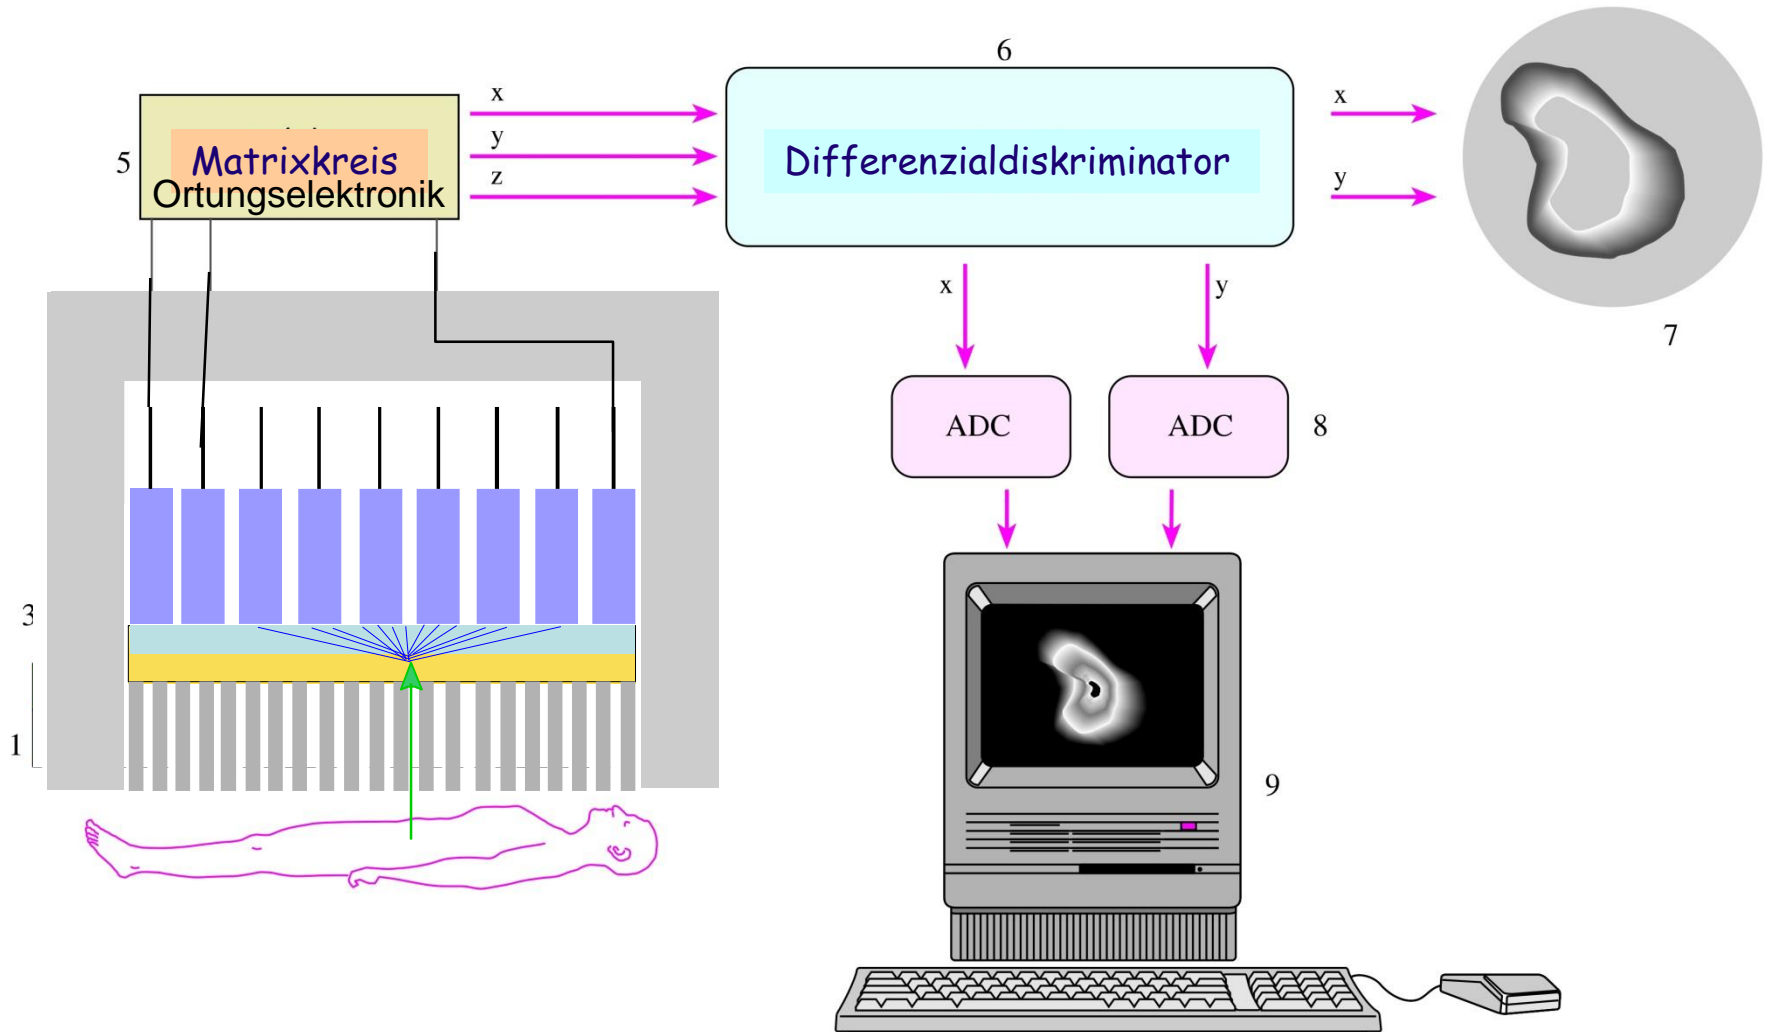 6
x
y
z
5
Matrixkreis
Ortungselektronik
Differenzialdiskriminator
x
y
7
x
y
ADC
ADC
8
3
1
9